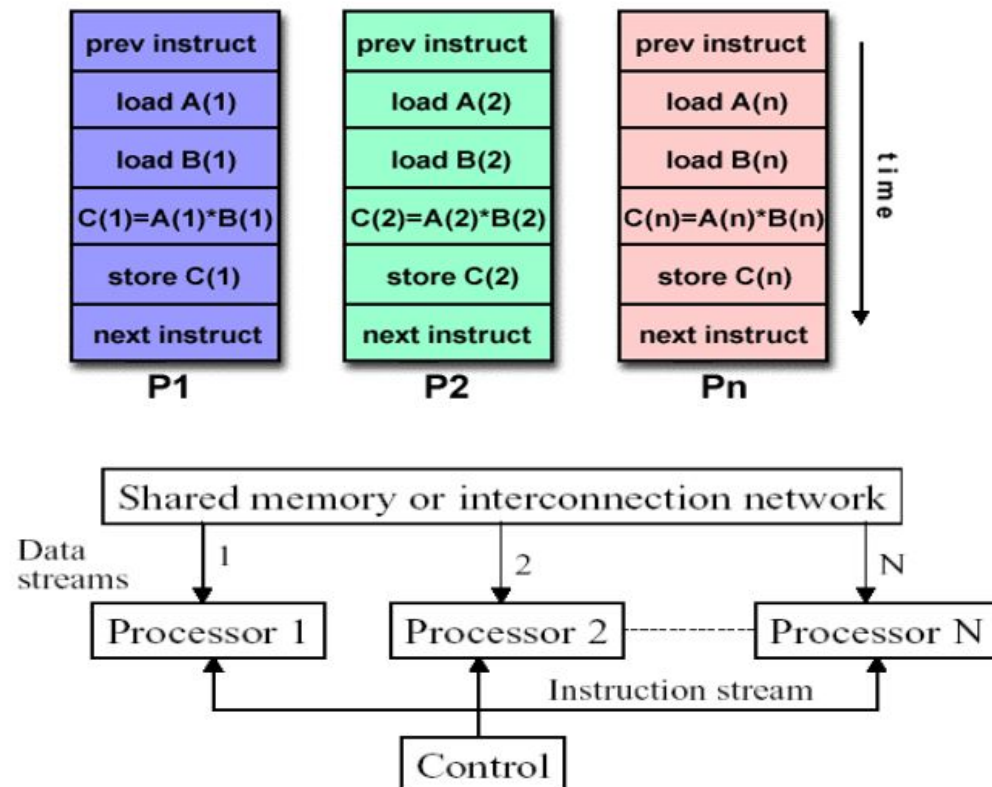 prev instruct
load A(1)
load B(1)
C(1)=A(1)*B(1)
store C(1)
next instruct
P1
prev instruct
load A(2)
load B(2)
C(2)=A(2)*B(2)
store C(2)
next instruct
P2
prev instruct
load A(n)
load B(n)
C(n)=A(n)*B(n)
store C(n)
next instruct
Pn
time
Shared memory or interconnection network
Data
streams
1
2
N
Processor 1
Processor 2
Processor N
Instruction stream
Control